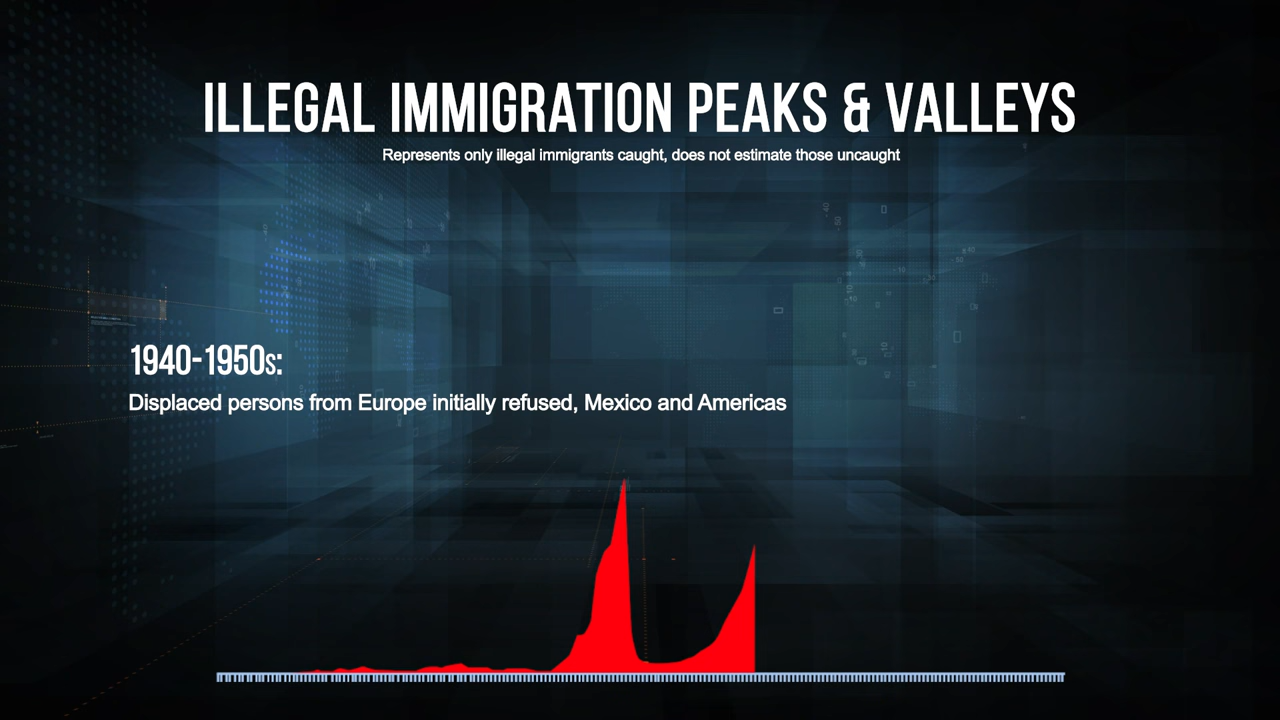 ILLEGAL IMMIGRATION PEAKS & VALLEYS
Represents only illegal immigrants caught, does not estimate those uncaught
1940-1950s:
Displaced persons from Europe initially refused, Mexico and Americas